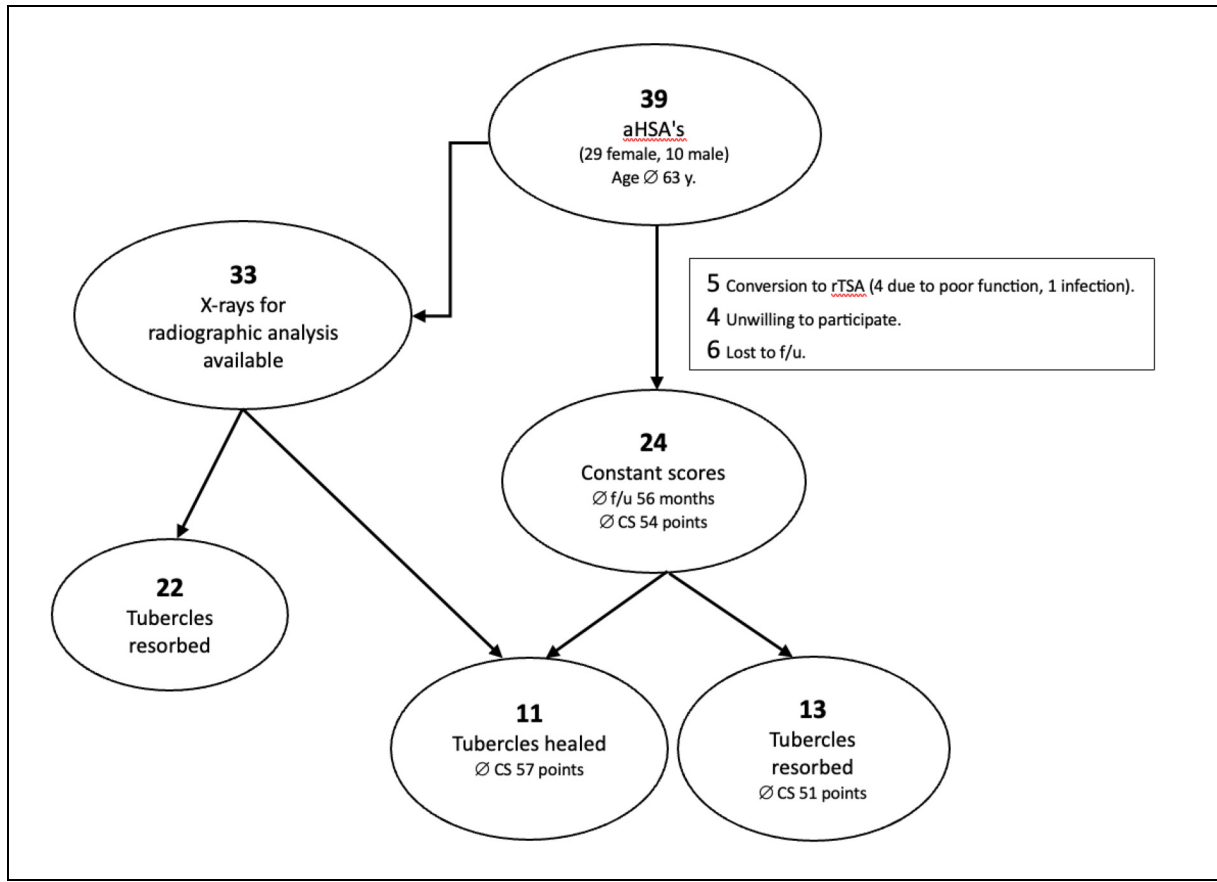 39
aHSA's
(29 female, 10 male)
Age ∅ 63 y.
33
X-rays for
radiographic analysis
available
5 Conversion to rTSA (4 due to poor function, 1 infection).
4 Unwilling to participate.
6 Lost to f/u.
24
Constant scores
∅ f/u 56 months
∅ CS 54 points
22
Tubercles
resorbed
11
Tubercles healed
∅ CS 57 points
13
Tubercles
resorbed
∅ CS 51 points